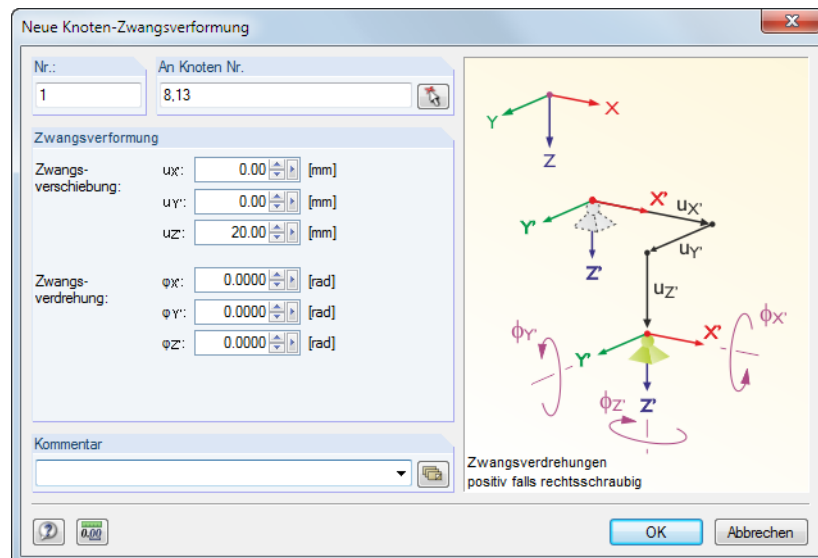 Neue Knoten-Zwangsverformung
Nr.:
1
An Knoten Nr.
8,13
Zwangsverformung
Zwangs-
verschiebung:
uX': 0.00 [mm]
uY': 0.00 [mm]
uZ': 20.00 [mm]
Zwangs-
verdrehung:
φX': 0.0000 [rad]
φY': 0.0000 [rad]
φZ': 0.0000 [rad]
Kommentar
Y X
Z
X' uX'
Y' uY'
Z'
uZ'
ϕY' X' ϕX'
Y'
ϕZ' Z'
Zwangsverdrehungen
positiv falls rechtsschraubig
0.00
OK
Abbrechen